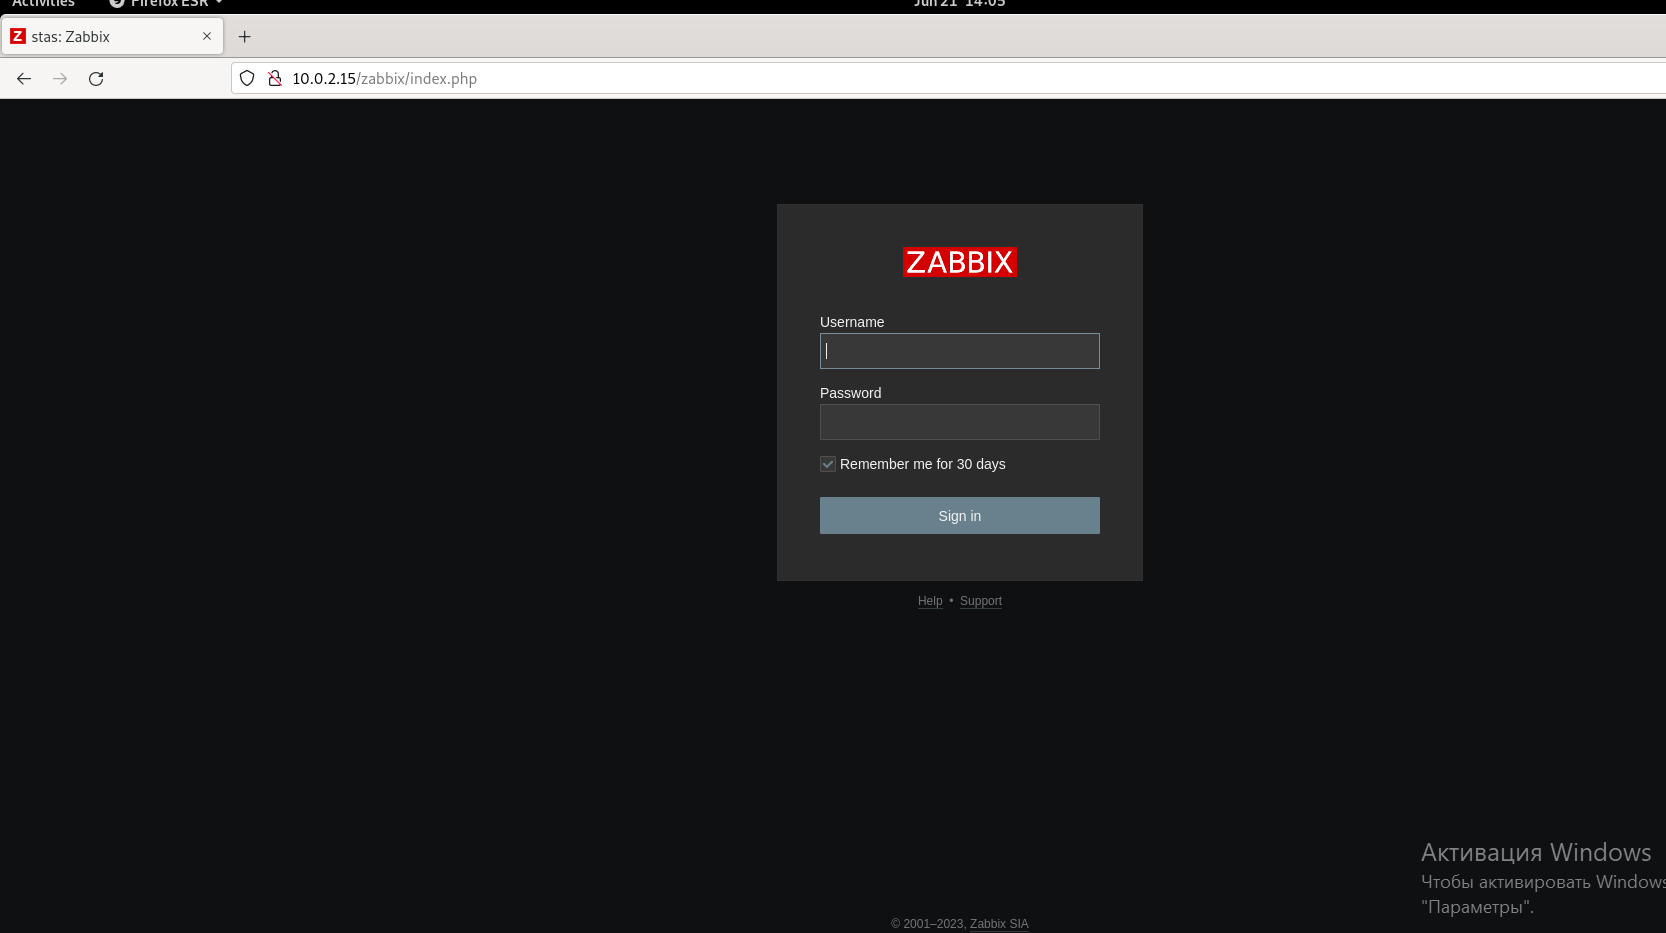 Activities Firefox ESR Jun 21 14:05
Z stas: Zabbix
10.0.2.15/zabbix/index.php
ZABBIX
Username
Password
Remember me for 30 days
Sign in
Help • Support
Активация Windows
Чтобы активировать Windows
"Параметры".
© 2001–2023, Zabbix SIA